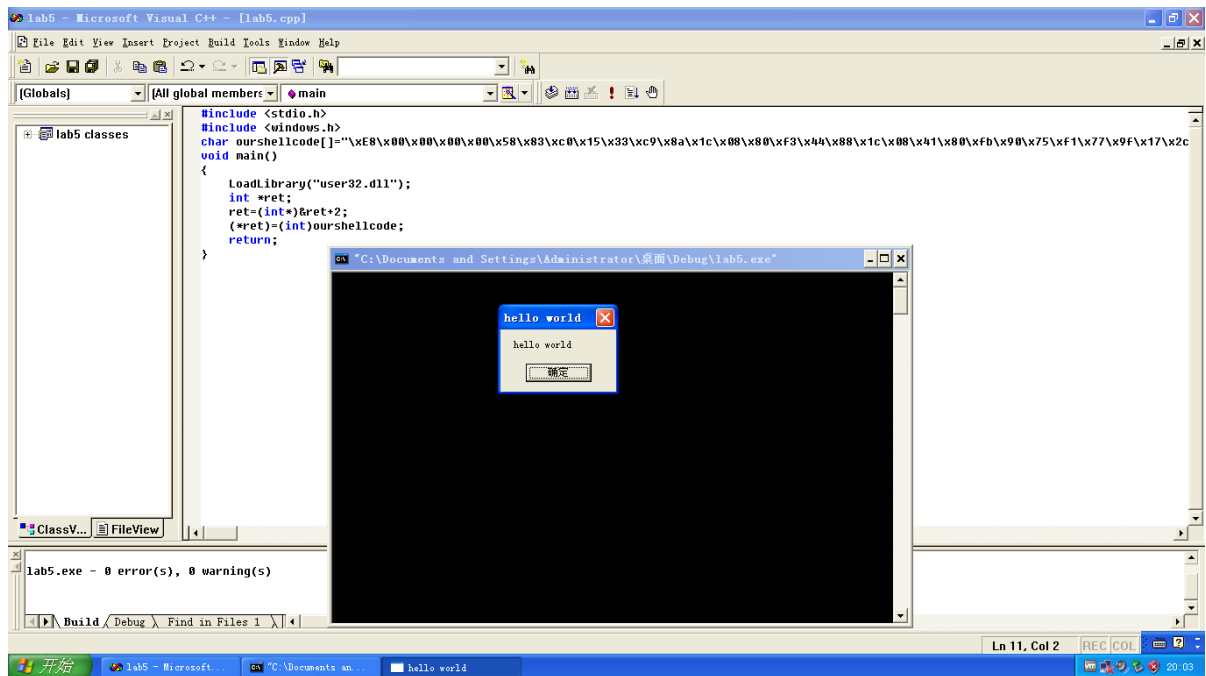 lab5 - Microsoft Visual C++ - [lab5.cpp]
File Edit View Insert Project Build Tools Window Help
[Globals] [All global members main
lab5 classes
#include <stdio.h>
#include <windows.h>
char ourshellcode[]="\xE8\x00\x00\x00\x00\x58\x83\xc0\x15\x33\xc9\x8a\x1c\x08\x80\xf3\x44\x88\x1c\x08\x41\x80\xfb\x90\x75\xf1\x77\x9f\x17\x2c
void main()
{
LoadLibrary("user32.dll");
int *ret;
ret=(int*)&ret+2;
(*ret)=(int)ourshellcode;
return;
}
"C:\Documents and Settings\Administrator\桌面\Debug\lab5.exe"
hello world
hello world
确定
ClassV... FileView
lab5.exe - 0 error(s), 0 warning(s)
Build Debug Find in Files 1
Ln 11, Col 2 REC COL
开始 lab5 - Microsoft... "C:\Documents an... hello world 20:03